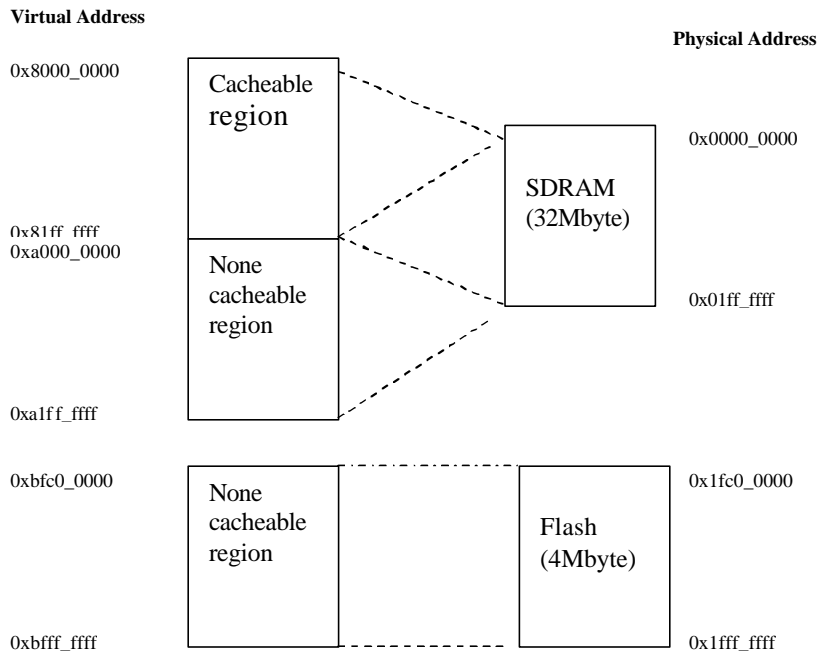 Virtual Address
Physical Address
0x8000_0000
Cacheable
region
0x0000_0000
SDRAM
(32Mbyte)
0x81ff_ffff
0xa000_0000
None
cacheable
region
0x01ff_ffff
0xa1ff_ffff
0xbfc0_0000
None
cacheable
region
0x1fc0_0000
Flash
(4Mbyte)
0xbfff_ffff
0x1fff_ffff